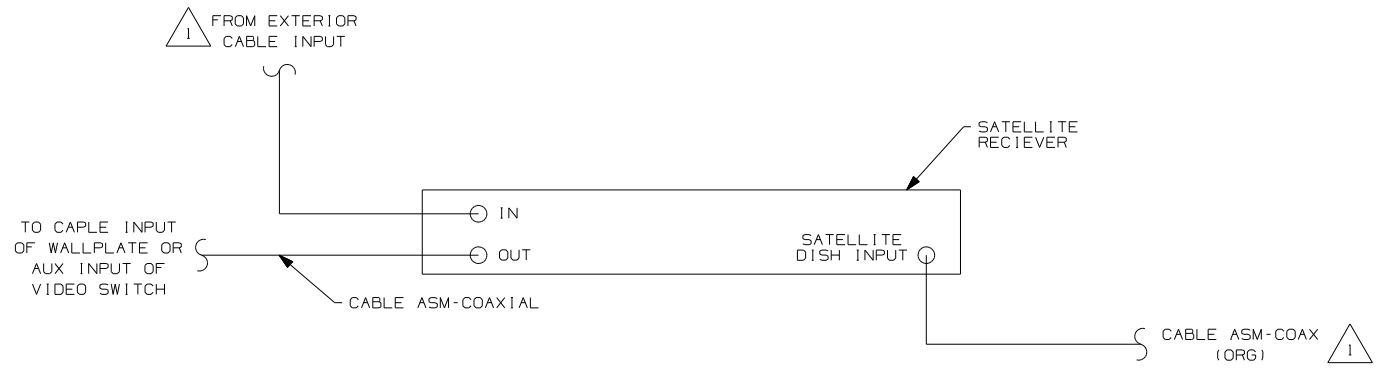 1
FROM EXTERIOR
CABLE INPUT
SATELLITE
RECIEVER
IN
TO CAPLE INPUT
OF WALLPLATE OR
AUX INPUT OF
VIDEO SWITCH
OUT
SATELLITE
DISH INPUT
CABLE ASM-COAXIAL
CABLE ASM-COAX
(ORG)
1